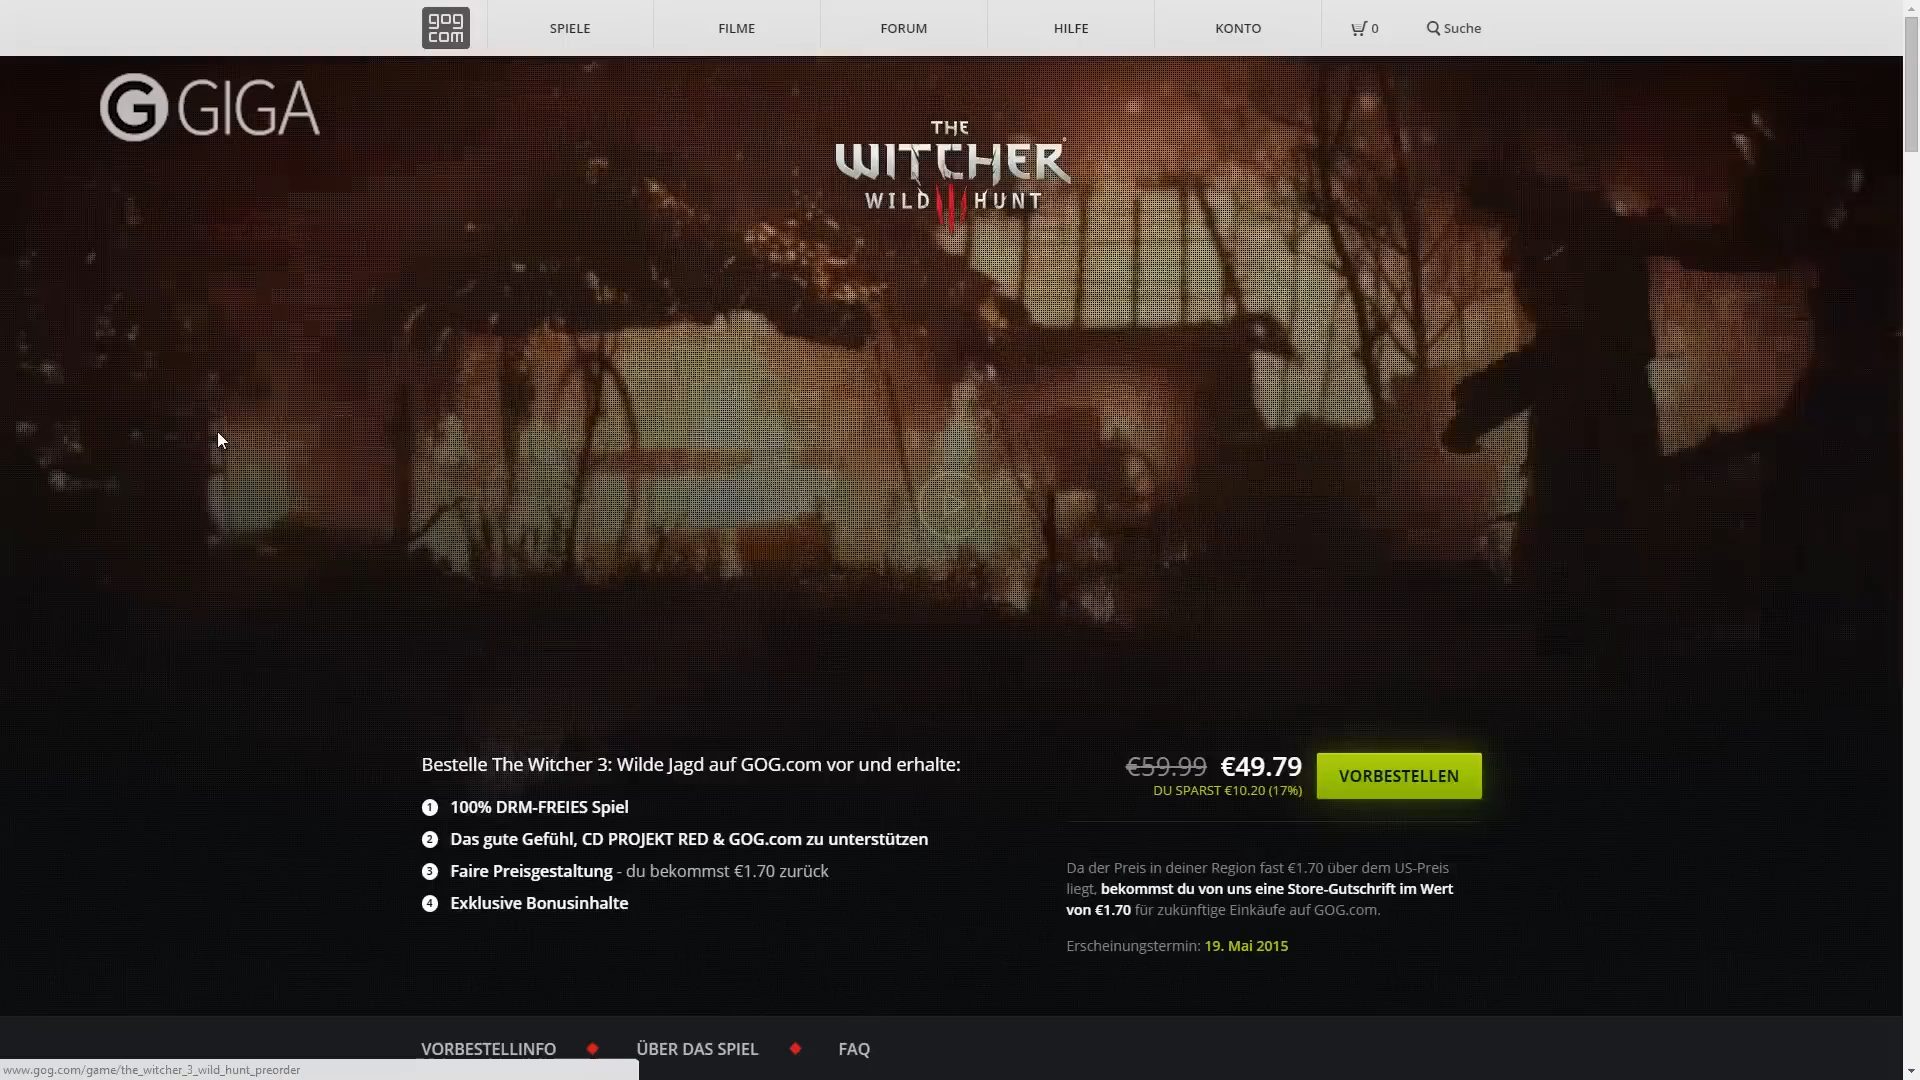 gog com
SPIELE
FILME
FORUM
HILFE
KONTO
0
Suche
G GIGA
THE
WITCHER
WILD HUNT
Bestelle The Witcher 3: Wilde Jagd auf GOG.com vor und erhalte:
1 100% DRM-FREIES Spiel
2 Das gute Gefühl, CD PROJEKT RED & GOG.com zu unterstützen
3 Faire Preisgestaltung - du bekommst €1.70 zurück
4 Exklusive Bonusinhalte
€59.99 €49.79
DU SPARST €10.20 (17%)
VORBESTELLEN
Da der Preis in deiner Region fast €1.70 über dem US-Preis
liegt, bekommst du von uns eine Store-Gutschrift im Wert
von €1.70 für zukünftige Einkäufe auf GOG.com.
Erscheinungstermin: 19. Mai 2015
VORBESTELLINFO
ÜBER DAS SPIEL
FAQ
www.gog.com/game/the_witcher_3_wild_hunt_preorder